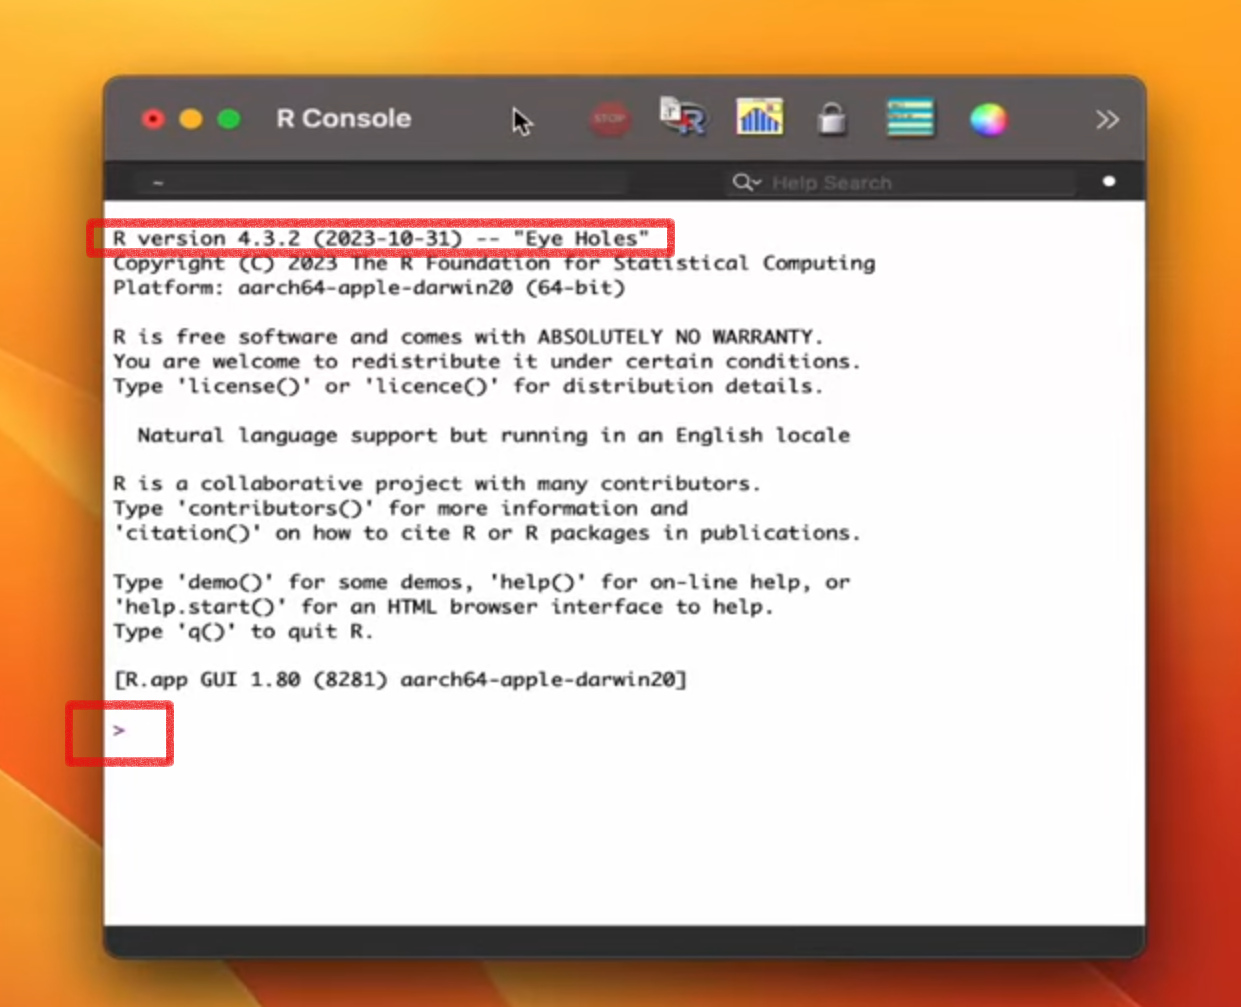 R Console
STOP
~
Help Search
R version 4.3.2 (2023-10-31) -- "Eye Holes"
Copyright (C) 2023 The R Foundation for Statistical Computing
Platform: aarch64-apple-darwin20 (64-bit)
R is free software and comes with ABSOLUTELY NO WARRANTY.
You are welcome to redistribute it under certain conditions.
Type 'license()' or 'licence()' for distribution details.
Natural language support but running in an English locale
R is a collaborative project with many contributors.
Type 'contributors()' for more information and
'citation()' on how to cite R or R packages in publications.
Type 'demo()' for some demos, 'help()' for on-line help, or
'help.start()' for an HTML browser interface to help.
Type 'q()' to quit R.
[R.app GUI 1.80 (8281) aarch64-apple-darwin20]
>